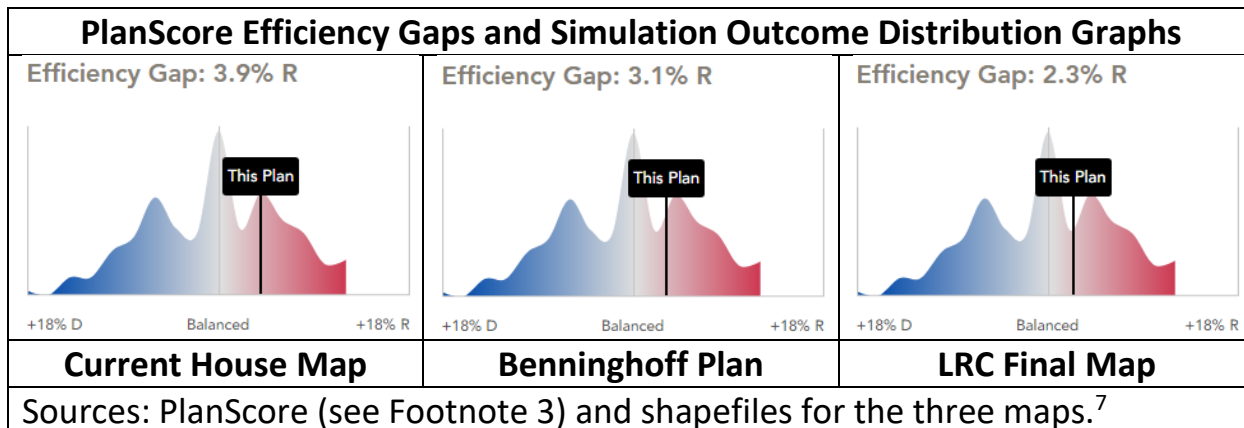 PlanScore Efficiency Gaps and Simulation Outcome Distribution Graphs
Efficiency Gap: 3.9% R
This Plan
+18% D Balanced +18% R
Current House Map
Efficiency Gap: 3.1% R
This Plan
+18% D Balanced +18% R
Benninghoff Plan
Efficiency Gap: 2.3% R
This Plan
+18% D Balanced +18% R
LRC Final Map
Sources: PlanScore (see Footnote 3) and shapefiles for the three maps.7